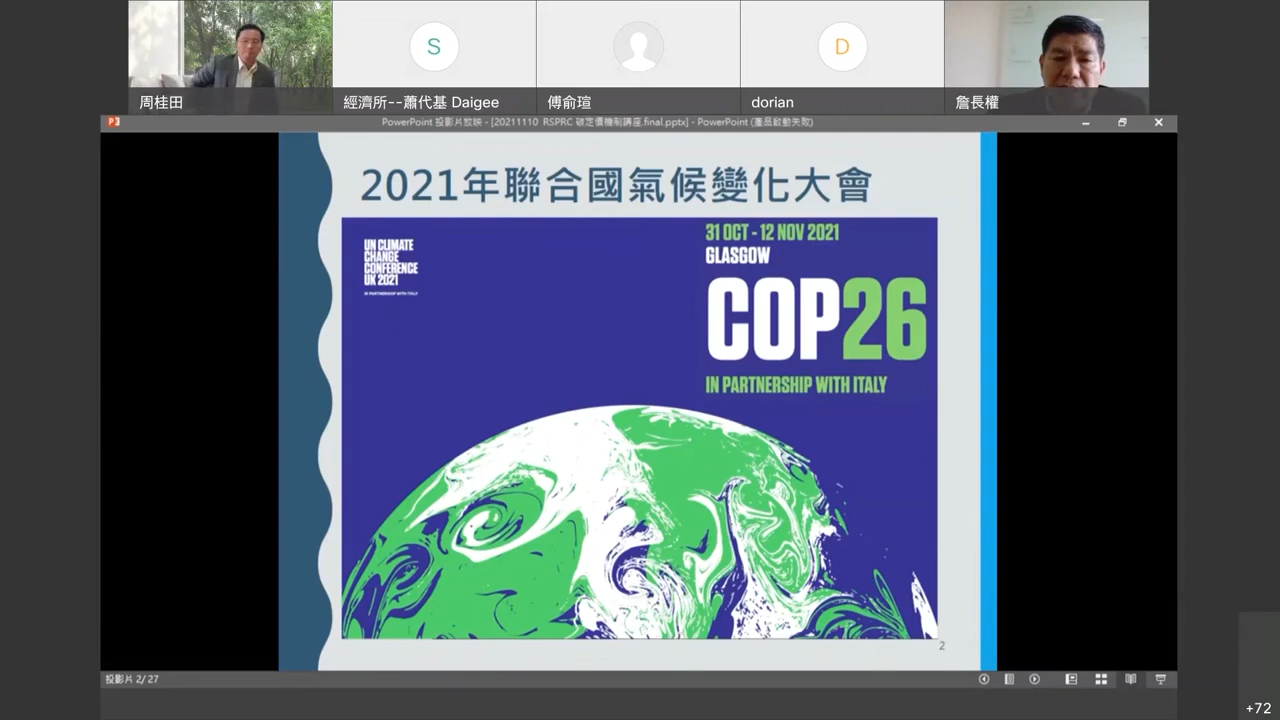 S
D
周桂田
經濟所--蕭代基 Daigee
傅俞瑄
dorian
詹長權
PowerPoint 投影片放映 - [20211110 RSPRC 碳定價機制講座.final.pptx] - PowerPoint (產品啟動失敗)
2021年聯合國氣候變化大會
UN CLIMATE
CHANGE
CONFERENCE
UK 2021
IN PARTNERSHIP WITH ITALY
31 OCT - 12 NOV 2021
GLASGOW
COP26
IN PARTNERSHIP WITH ITALY
2
投影片 2/ 27
+72